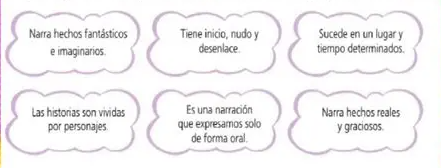 Narra hechos fantásticos
e imaginarios.
Tiene inicio, nudo y
desenlace.
Sucede en un lugar y
tiempo determinados.
Las historias son vividas
por personajes.
Es una narración
que expresamos solo
de forma oral.
Narra hechos reales
y graciosos.